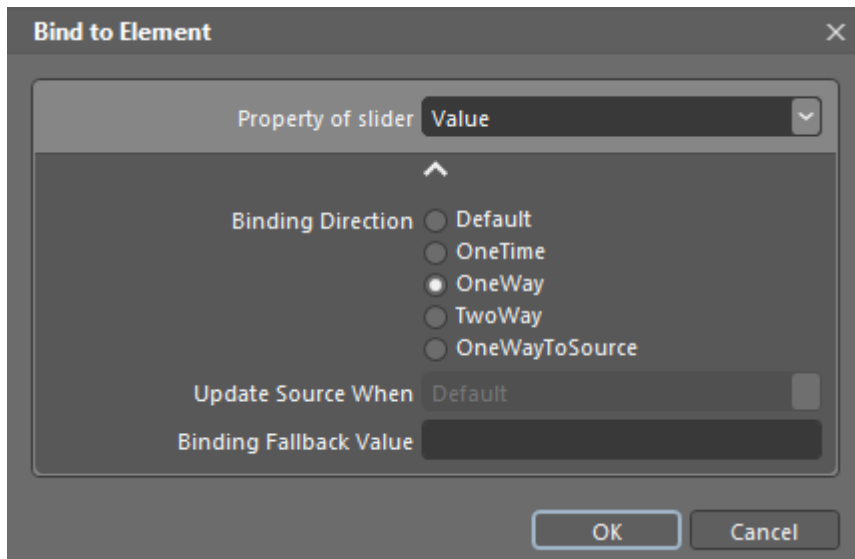 Bind to Element
Property of slider Value
Binding Direction Default
OneTime
OneWay
TwoWay
OneWayToSource
Update Source When Default
Binding Fallback Value
OK Cancel